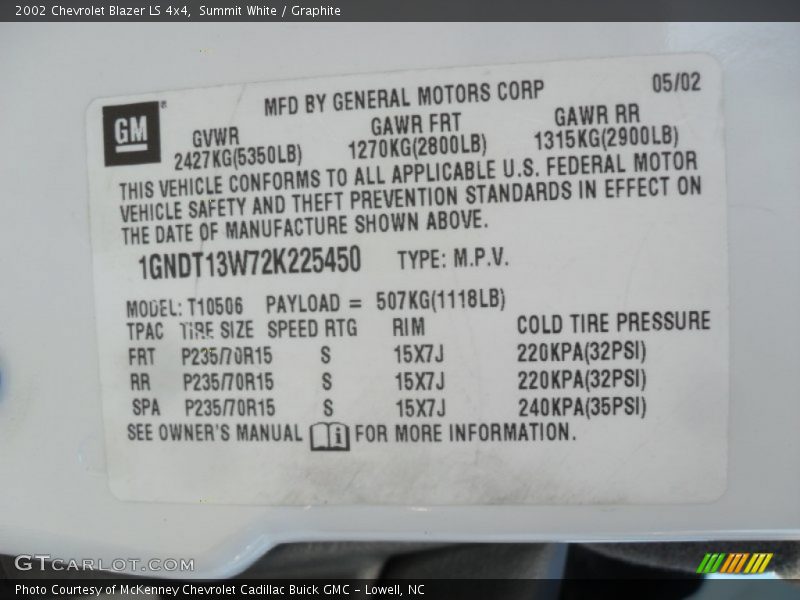 2002 Chevrolet Blazer LS 4x4, Summit White / Graphite
GM
MFD BY GENERAL MOTORS CORP 05/02
GVWR GAWR FRT GAWR RR
2427KG(5350LB) 1270KG(2800LB) 1315KG(2900LB)
THIS VEHICLE CONFORMS TO ALL APPLICABLE U.S. FEDERAL MOTOR
VEHICLE SAFETY AND THEFT PREVENTION STANDARDS IN EFFECT ON
THE DATE OF MANUFACTURE SHOWN ABOVE.
1GNDT13W72K225450 TYPE: M.P.V.
MODEL: T10506 PAYLOAD = 507KG(1118LB)
TPAC TIRE SIZE SPEED RTG RIM COLD TIRE PRESSURE
FRT P235/70R15 S 15X7J 220KPA(32PSI)
RR P235/70R15 S 15X7J 220KPA(32PSI)
SPA P235/70R15 S 15X7J 240KPA(35PSI)
SEE OWNER'S MANUAL i FOR MORE INFORMATION.
GTCARLOT.COM
Photo Courtesy of McKenney Chevrolet Cadillac Buick GMC - Lowell, NC